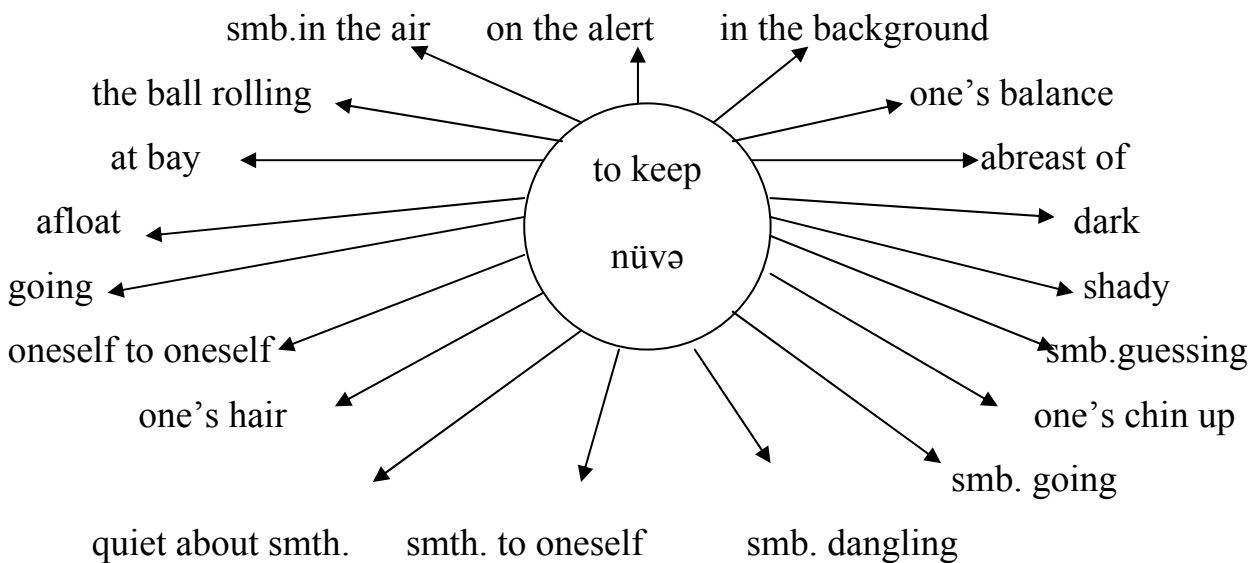 smb.in the air on the alert in the background
the ball rolling one’s balance
at bay to keep abreast of
afloat dark
nüvə
going shady
oneself to oneself smb.guessing
one’s hair one’s chin up
smb. going
quiet about smth. smth. to oneself smb. dangling